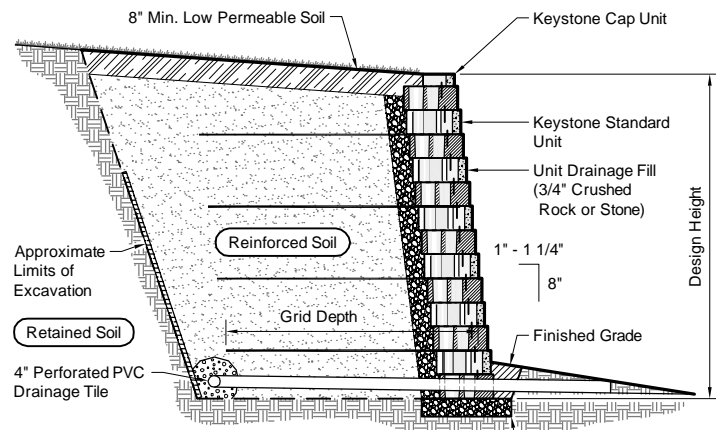 8" Min. Low Permeable Soil
Keystone Cap Unit
Keystone Standard
Unit
Unit Drainage Fill
(3/4" Crushed
Rock or Stone)
Design Height
Reinforced Soil
Approximate
Limits of
Excavation
1" - 1 1/4"
8"
Grid Depth
Retained Soil
Finished Grade
4" Perforated PVC
Drainage Tile